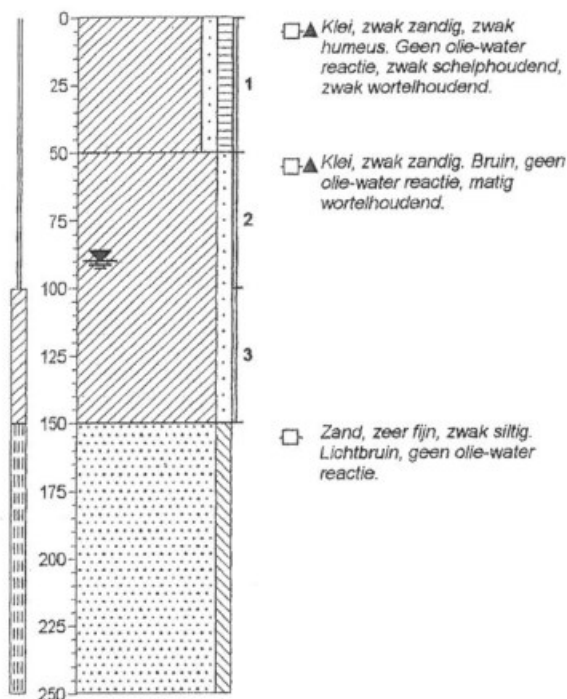 0
Klei, zwak zandig, zwak
humeus. Geen olie-water
reactie, zwak schelphoudend,
zwak wortelhoudend.
25
1
50
Klei, zwak zandig. Bruin, geen
olie-water reactie, matig
wortelhoudend.
75
2
100
125
3
150
Zand, zeer fijn, zwak siltig.
Lichtbruin, geen olie-water
reactie.
175
200
225
250